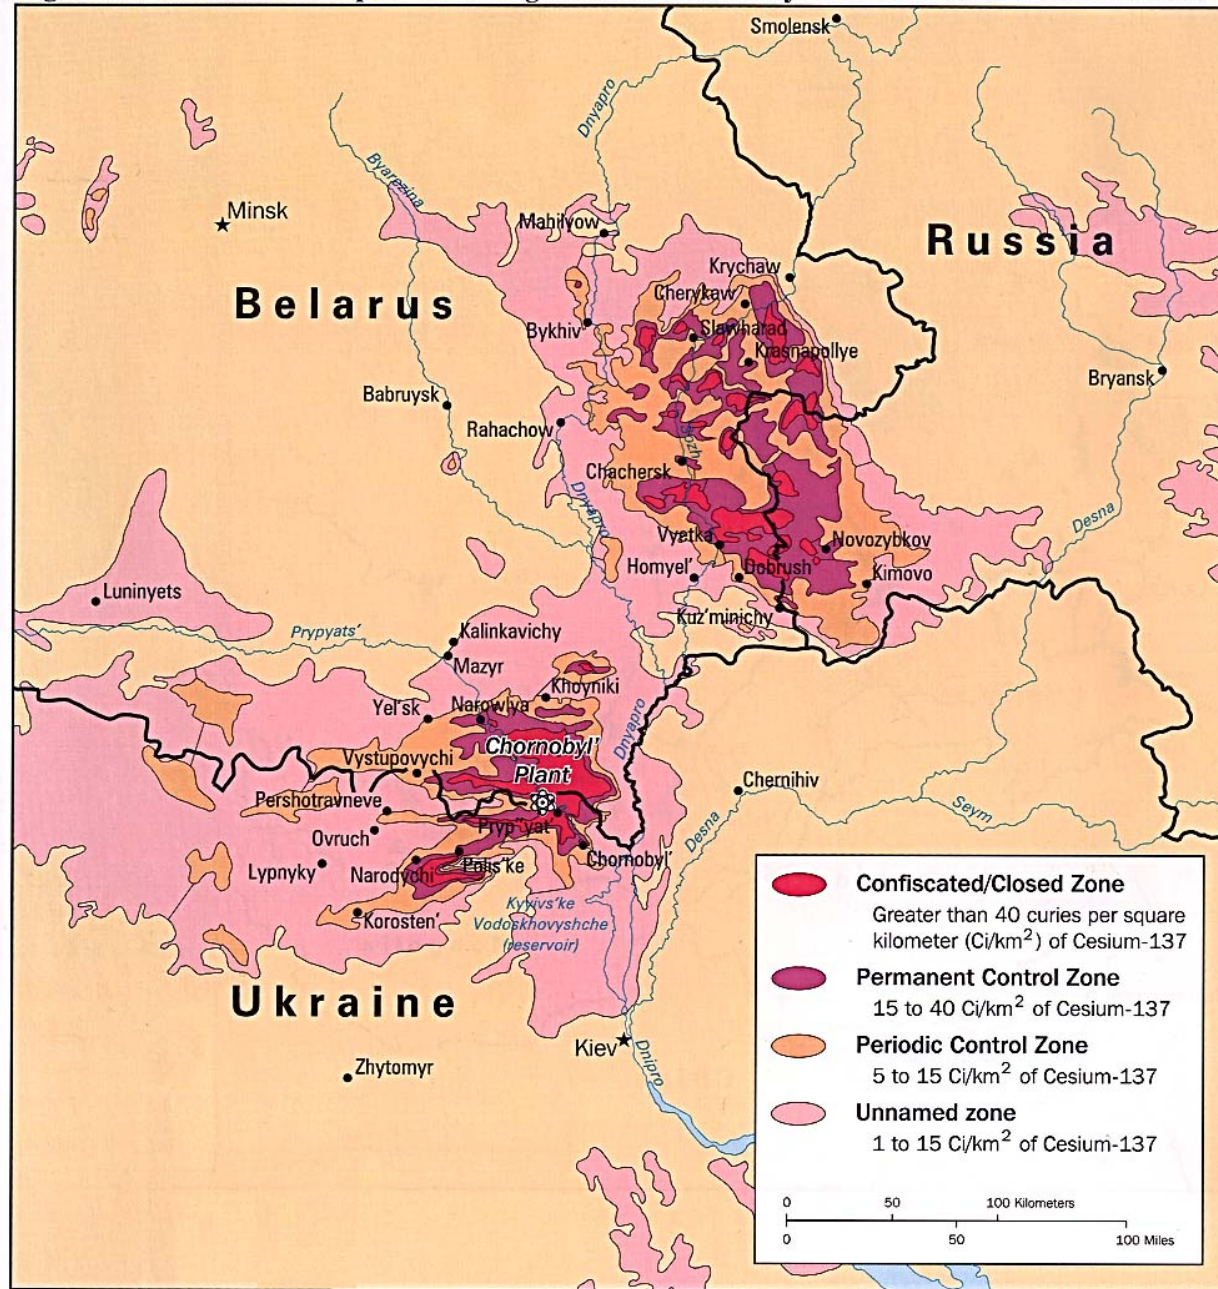 Smolensk
Dnyapro
Byarezina
Minsk
Mahilyow
Russia
Krychaw
Belarus
Cherykaw
Bykhiv
Slawharad
Krasnapollye
Bryansk
Babruysk
Rahachow
Sozh
Chachersk
Dnyapro
Desna
Vyetka
Novozybkov
Homyel'
Dobrush
Kimovo
Luninyets
Kuz'minichy
Prypyats'
Kalinkavichy
Mazyr
Khoyniki
Yel'sk
Narowlya
Dnyapro
Chornobyl'
Plant
Vystupovychi
Chernihiv
Pershotravneve
Seym
Pryp"yat'
Desna
Ovruch
Chornobyl'
Lypnyky
Narodychi
Polis'ke
Korosten'
Kyyivs'ke
Vodoskhovyshche
(reservoir)
Ukraine
Kiev
Dnipro
Zhytomyr
Confiscated/Closed Zone
Greater than 40 curies per square
kilometer (Ci/km²) of Cesium-137
Permanent Control Zone
15 to 40 Ci/km² of Cesium-137
Periodic Control Zone
5 to 15 Ci/km² of Cesium-137
Unnamed zone
1 to 15 Ci/km² of Cesium-137
0 50 100 Kilometers
0 50 100 Miles